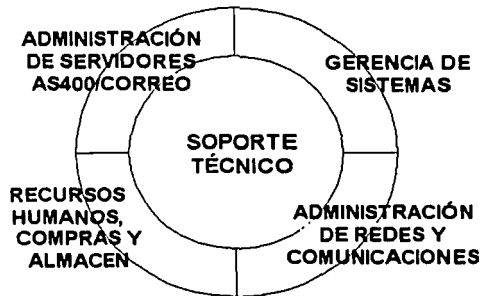 ADMINISTRACIÓN
DE SERVIDORES
AS400/CORREO
GERENCIA DE
SISTEMAS
SOPORTE
TÉCNICO
RECURSOS
HUMANOS,
COMPRAS Y
ALMACEN
ADMINISTRACIÓN
DE REDES Y
COMUNICACIONES